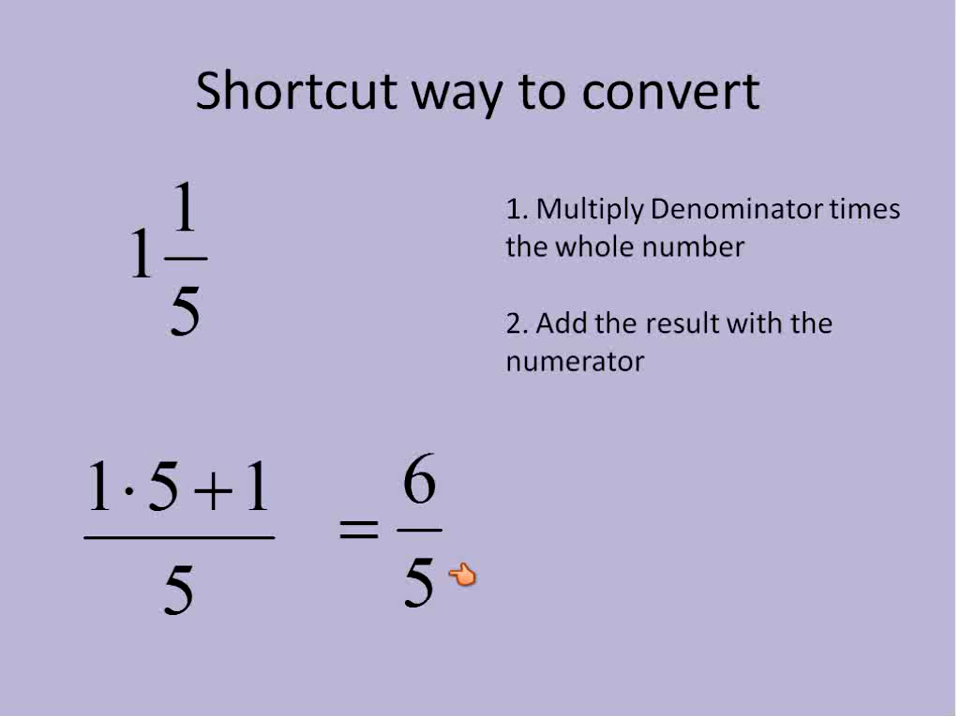 Shortcut way to convert
1 1/5
1. Multiply Denominator times
the whole number
2. Add the result with the
numerator
1·5+1
5
=
6
5